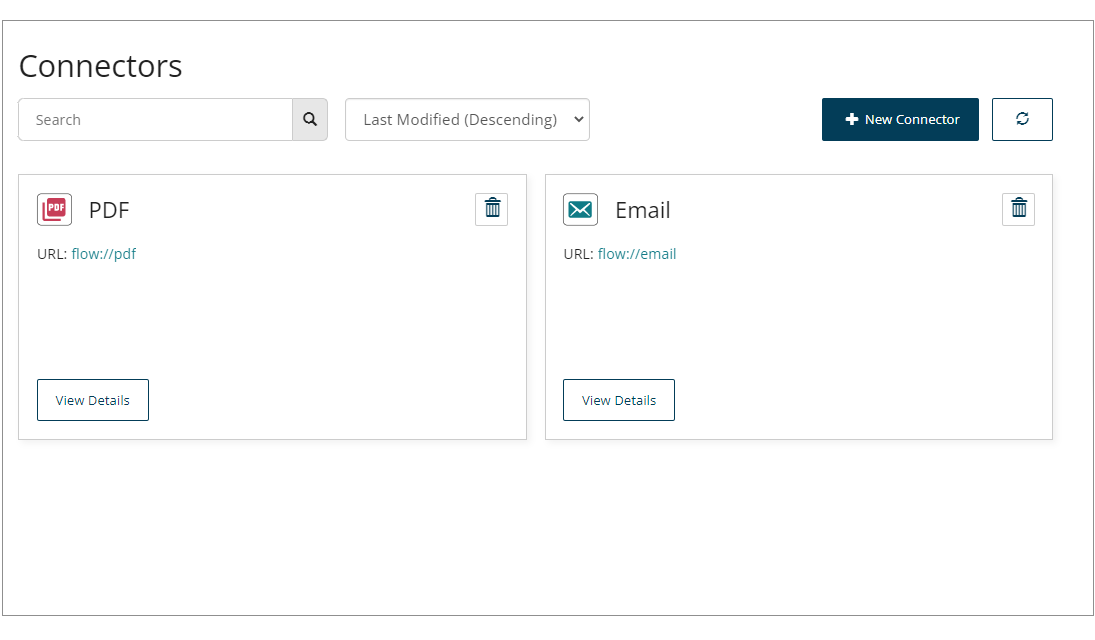 Connectors
Search
Last Modified (Descending)
New Connector
PDF
PDF
URL: flow://pdf
View Details
Email
URL: flow://email
View Details